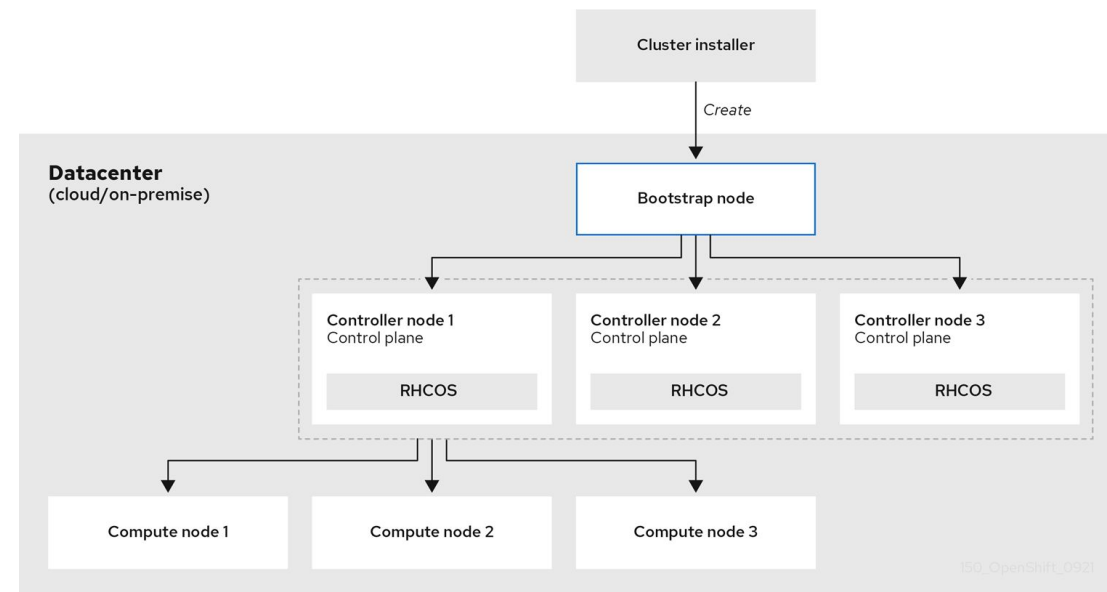 Cluster installer
Create
Datacenter
(cloud/on-premise)
Bootstrap node
Controller node 1
Control plane
RHCOS
Controller node 2
Control plane
RHCOS
Controller node 3
Control plane
RHCOS
Compute node 1
Compute node 2
Compute node 3
150_OpenShift_0921